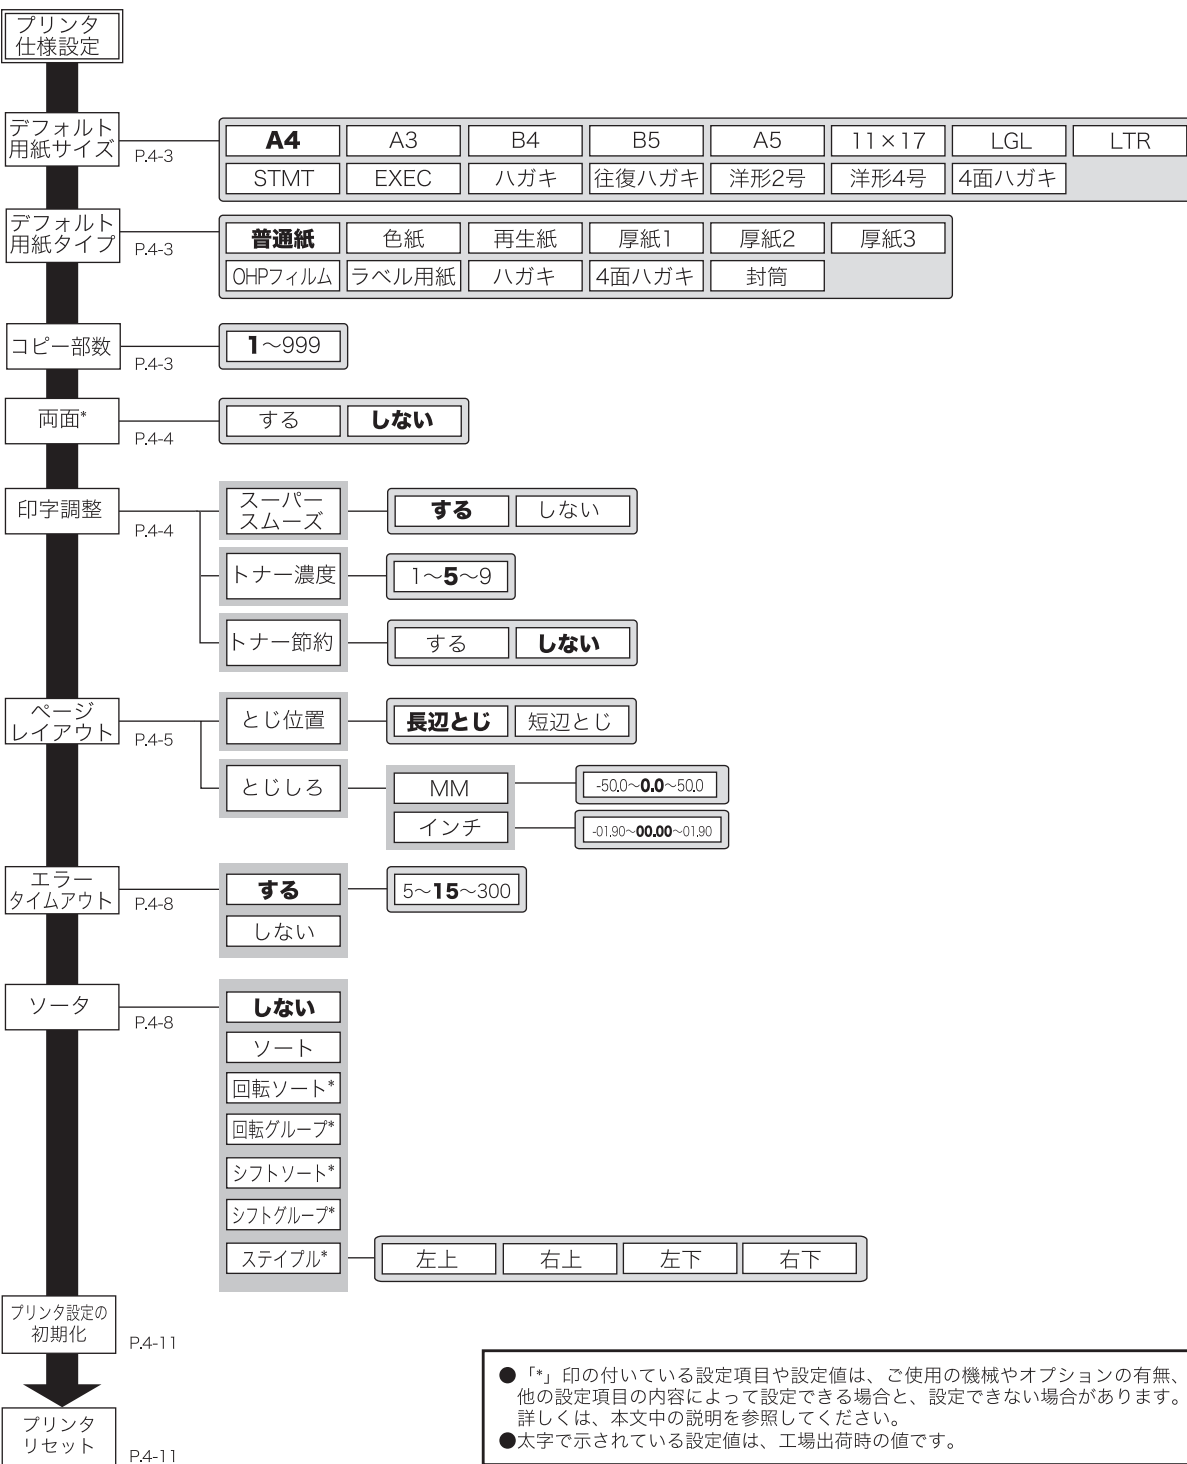 プリンタ
仕様設定
デフォルト
用紙サイズ
P.4-3
A4 A3 B4 B5 A5 11×17 LGL LTR
STMT EXEC ハガキ 往復ハガキ 洋形2号 洋形4号 4面ハガキ
デフォルト
用紙タイプ
P.4-3
普通紙 色紙 再生紙 厚紙1 厚紙2 厚紙3
OHPフィルム ラベル用紙 ハガキ 4面ハガキ 封筒
コピー部数
P.4-3
1～999
両面*
P.4-4
する しない
印字調整
P.4-4
スーパー
スムーズ
する しない
トナー濃度
1～5～9
トナー節約
する しない
ページ
レイアウト
P.4-5
とじ位置
長辺とじ 短辺とじ
とじしろ
MM
-50.0～0.0～50.0
インチ
-01.90～00.00～01.90
エラー
タイムアウト
P.4-8
する
5～15～300
しない
ソータ
P.4-8
しない
ソート
回転ソート*
回転グループ*
シフトソート*
シフトグループ*
ステイプル*
左上 右上 左下 右下
プリンタ設定の
初期化
P.4-11
プリンタ
リセット
P.4-11
●「*」印の付いている設定項目や設定値は、ご使用の機械やオプションの有無、
他の設定項目の内容によって設定できる場合と、設定できない場合があります。
詳しくは、本文中の説明を参照してください。
●太字で示されている設定値は、工場出荷時の値です。